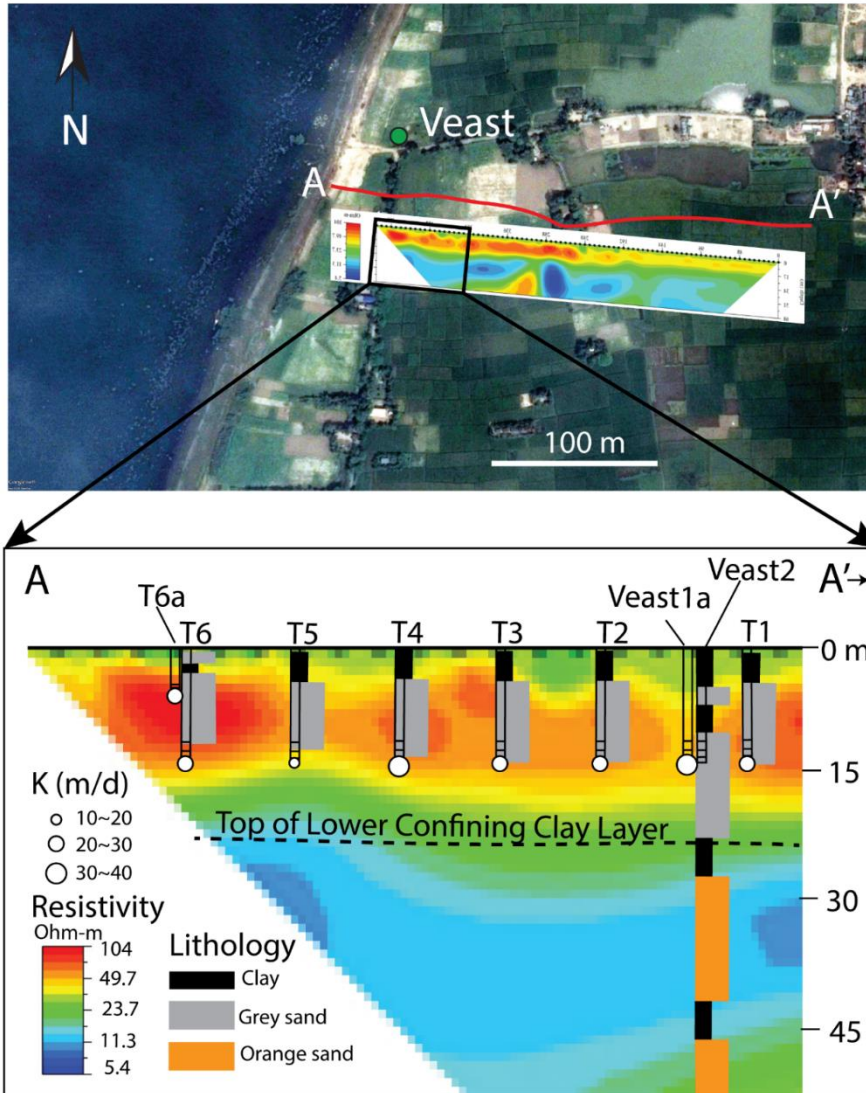 N
Veast
A
A'
100 m
A
A'→
Veast2
T6a
Veast1a
T6
T5
T4
T3
T2
T1
0 m
15
30
45
K (m/d)
10~20
20~30
30~40
Top of Lower Confining Clay Layer
Resistivity
Ohm-m
104
49.7
23.7
11.3
5.4
Lithology
Clay
Grey sand
Orange sand